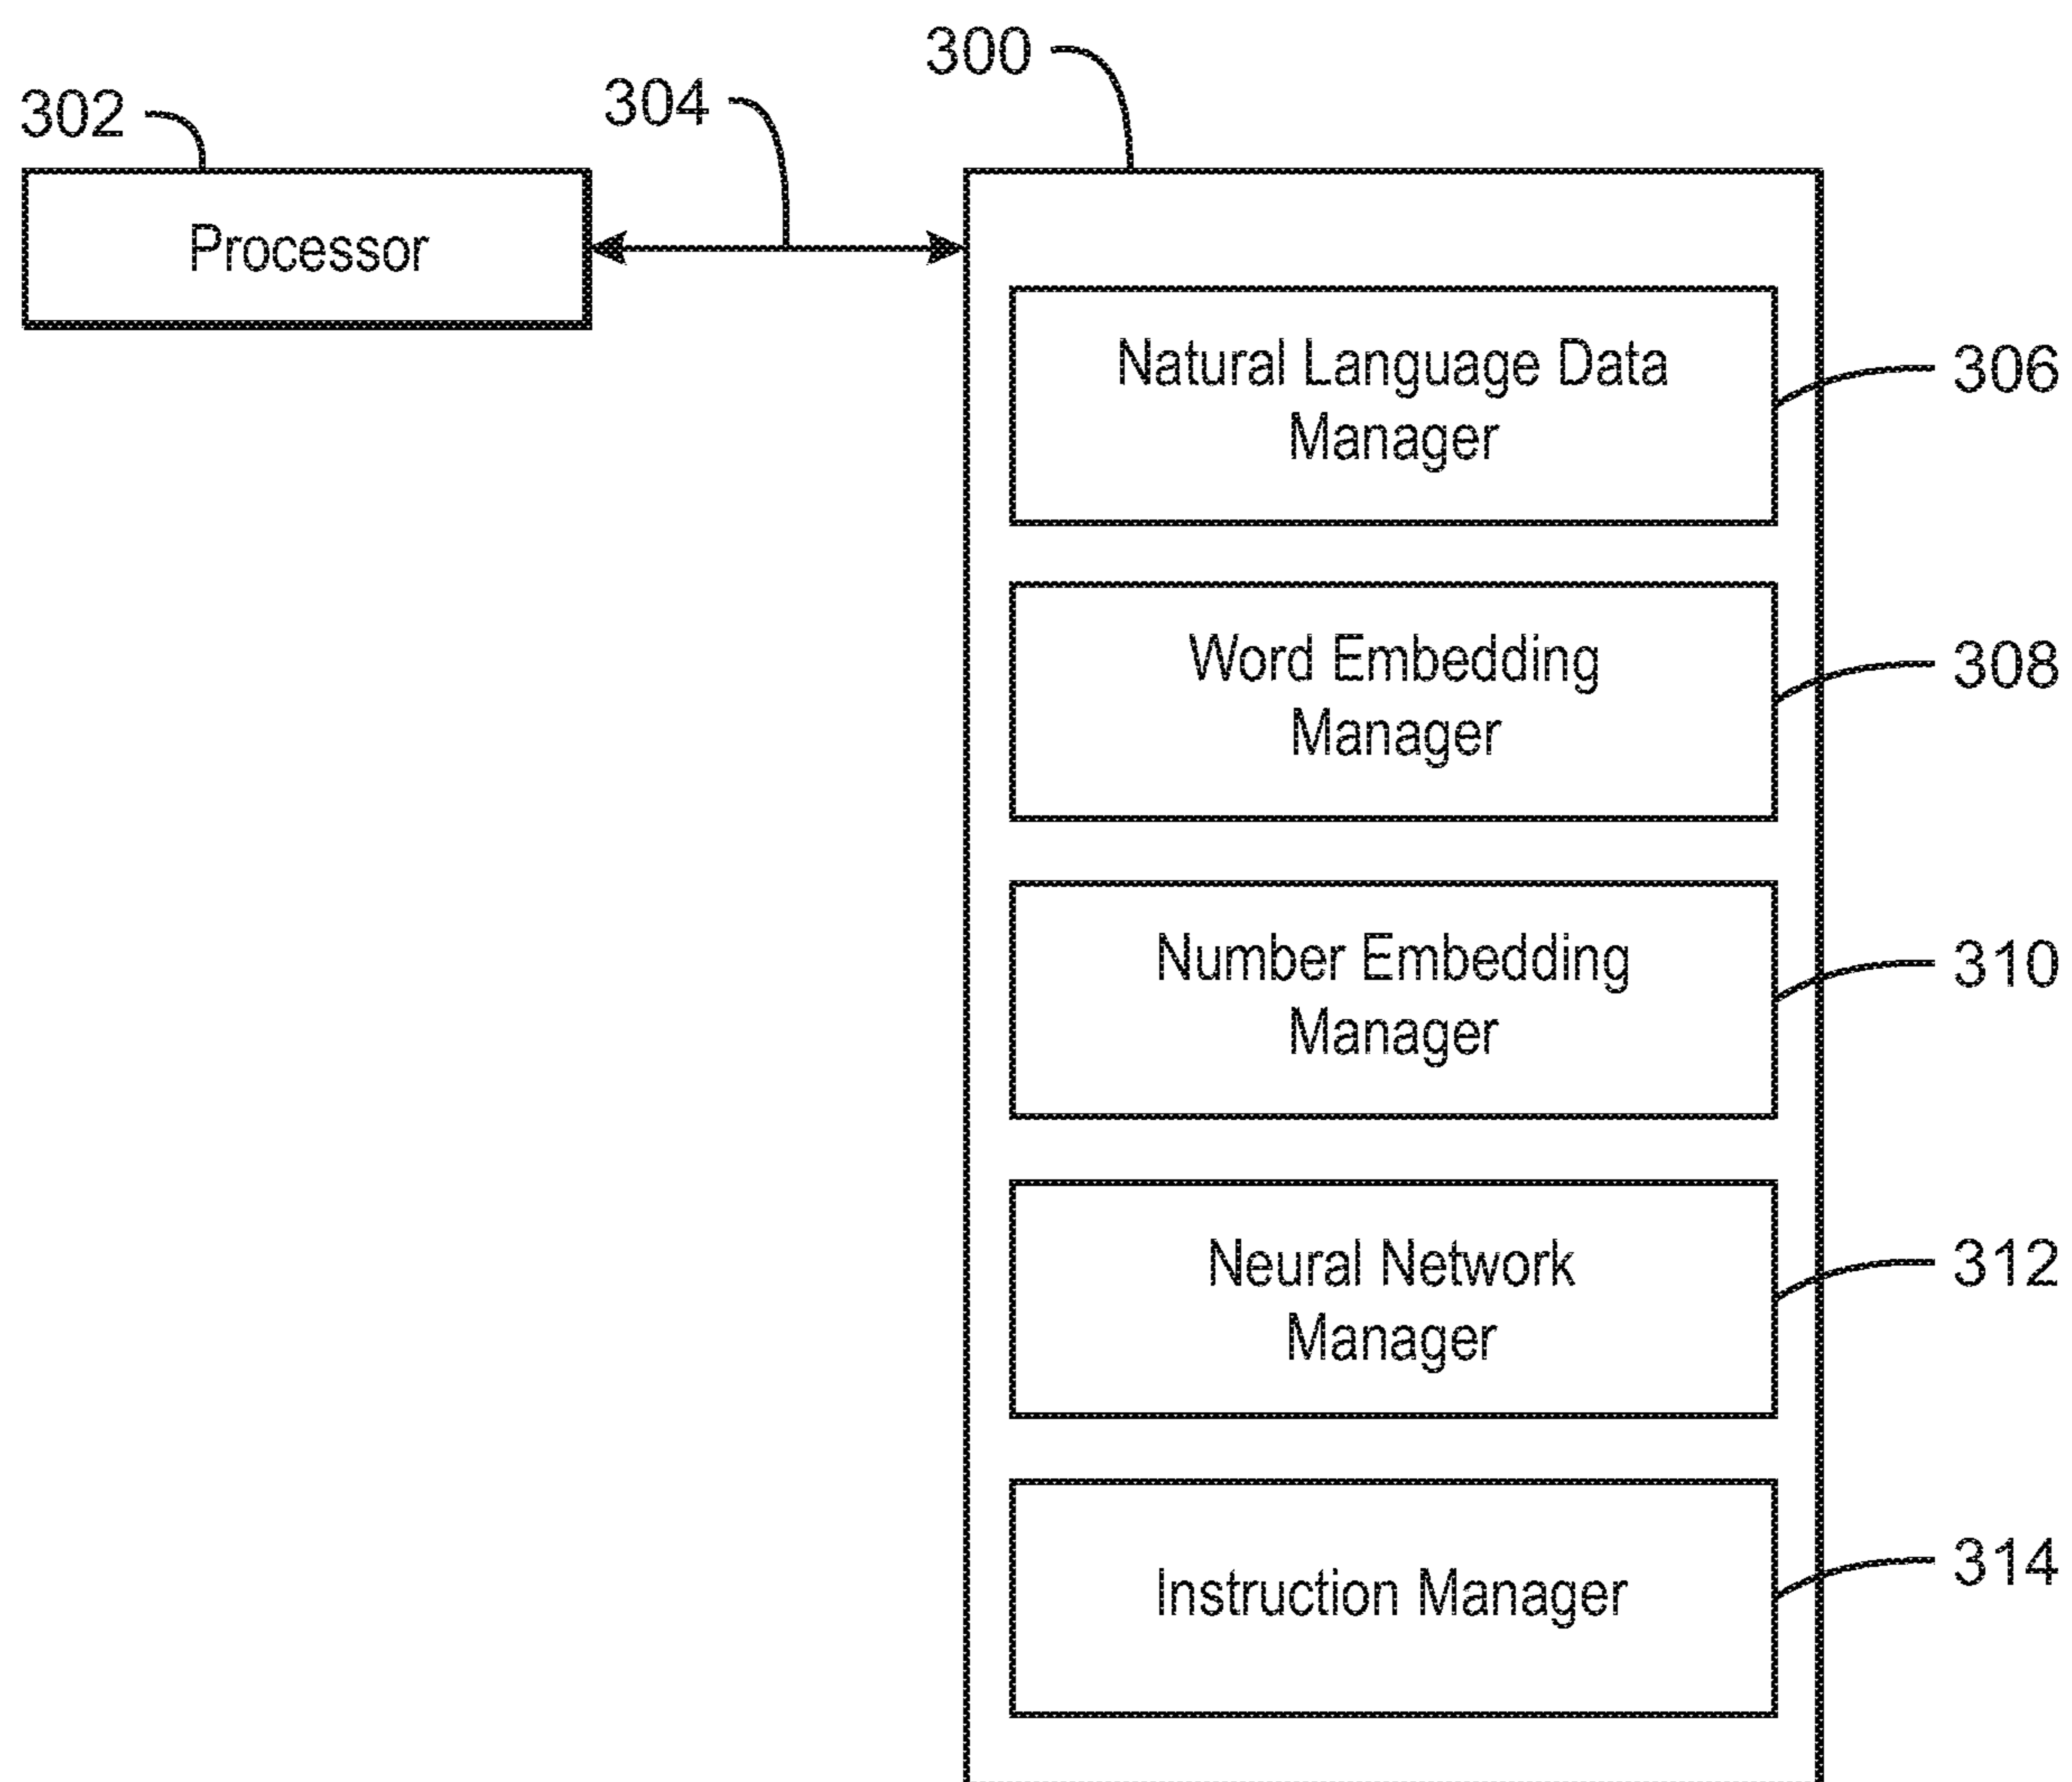 300
304
302
Processor
Natural Language Data
Manager
306
Word Embedding
Manager
308
Number Embedding
Manager
310
Neural Network
Manager
312
Instruction Manager
314